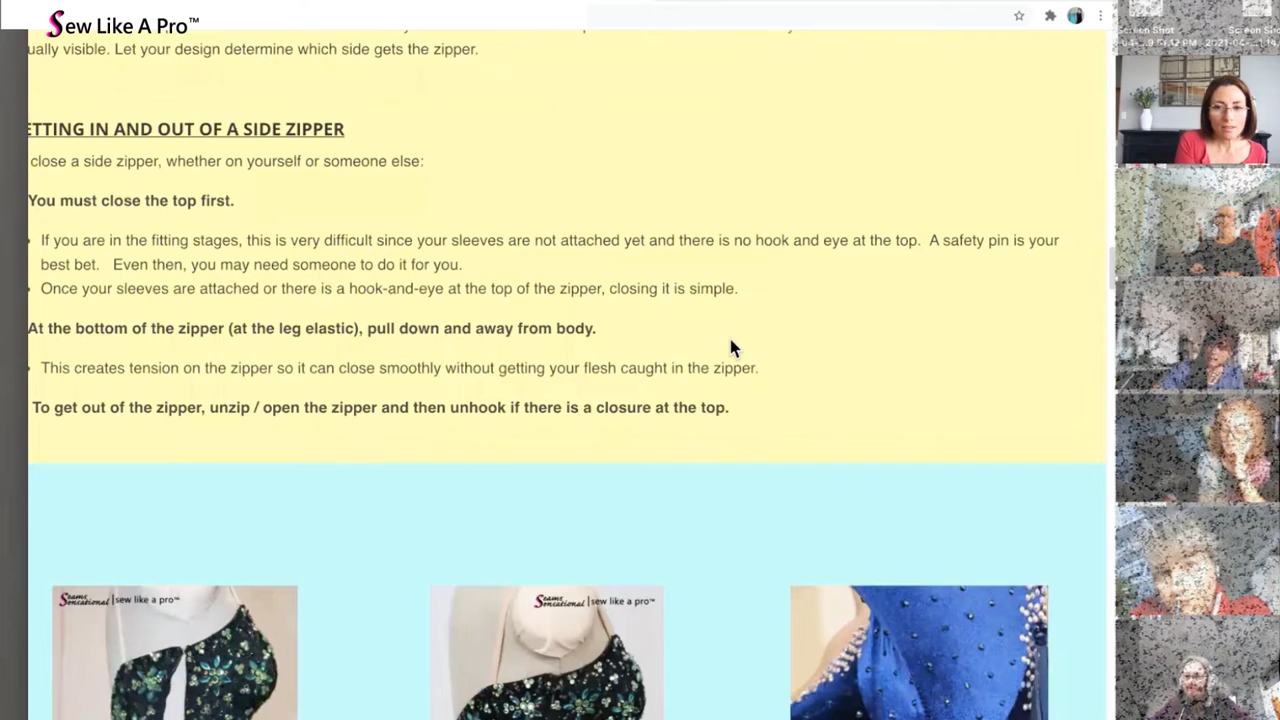 Sew Like A Pro™
ually visible. Let your design determine which side gets the zipper.
ETTING IN AND OUT OF A SIDE ZIPPER
close a side zipper, whether on yourself or someone else:
You must close the top first.
If you are in the fitting stages, this is very difficult since your sleeves are not attached yet and there is no hook and eye at the top. A safety pin is your
best bet. Even then, you may need someone to do it for you.
Once your sleeves are attached or there is a hook-and-eye at the top of the zipper, closing it is simple.
At the bottom of the zipper (at the leg elastic), pull down and away from body.
This creates tension on the zipper so it can close smoothly without getting your flesh caught in the zipper.
To get out of the zipper, unzip / open the zipper and then unhook if there is a closure at the top.
Seams Sensational | sew like a pro™
Seams Sensational | sew like a pro™
Screen Shot
Screen Sho